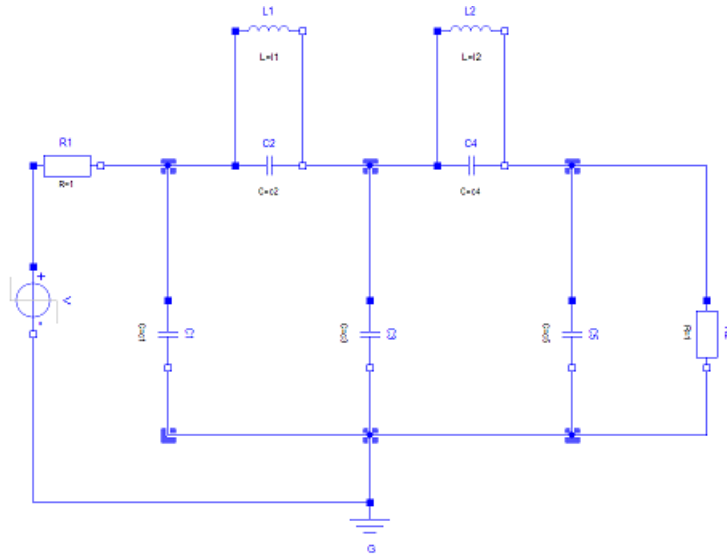 L1
L2
L=l1
L=l2
R1
C2
C4
R=1
C=c2
C=c4
+
V
-
C=c1
C1
C=c3
C3
C=c5
C5
R=1
G